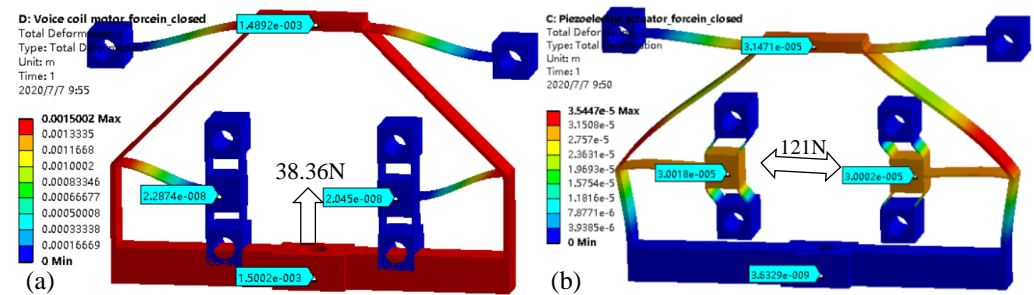 D: Voice coil motor_forcein_closed
Total Deformation
Type: Total Deformation
Unit: m
Time: 1
2020/7/7 9:55
0.0015002 Max
0.0013335
0.0011668
0.0010002
0.00083346
0.00066677
0.00050008
0.00033338
0.00016669
0 Min
1.4892e-003
2.2874e-008
38.36N
2.045e-008
1.5002e-003
(a)
C: Piezoelectric actuator_forcein_closed
Total Deformation
Type: Total Deformation
Unit: m
Time: 1
2020/7/7 9:50
3.5447e-5 Max
3.1508e-5
2.757e-5
2.3631e-5
1.9693e-5
1.5754e-5
1.1816e-5
7.8771e-6
3.9385e-6
0 Min
3.1471e-005
3.0018e-005
121N
3.0002e-005
3.6329e-009
(b)